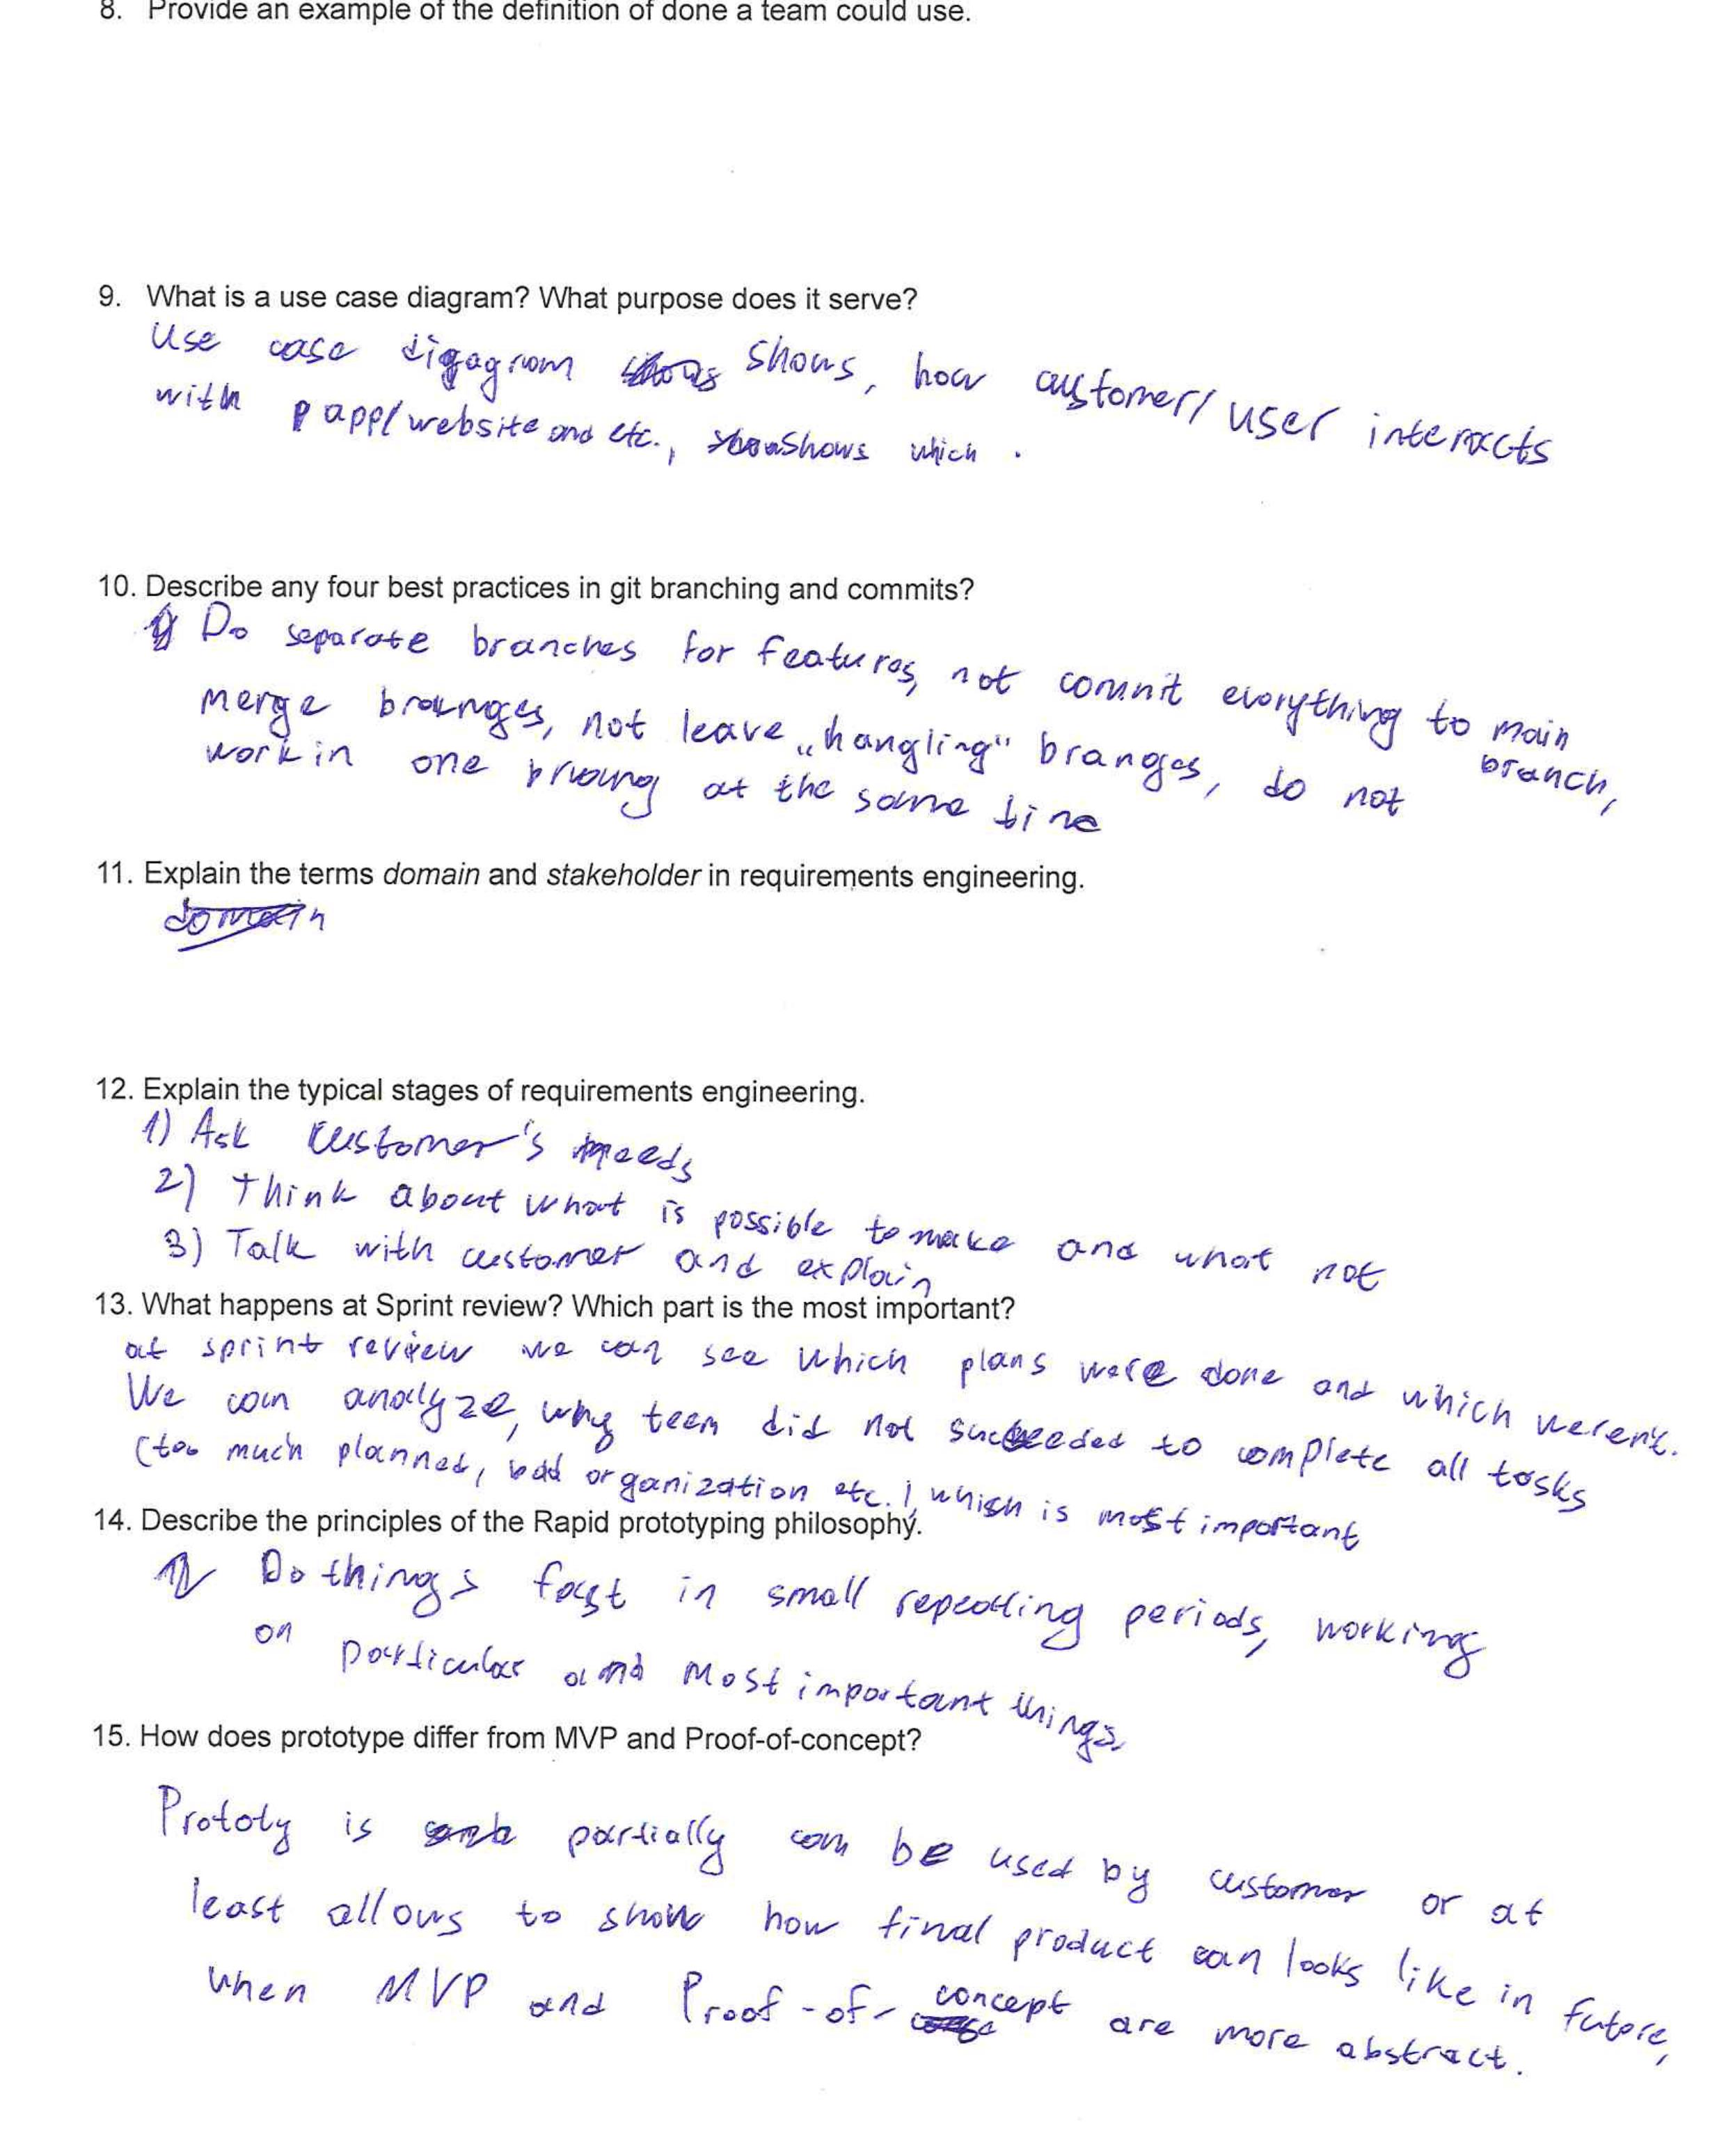 8. Provide an example of the definition of done a team could use.
9. What is a use case diagram? What purpose does it serve?
Use case digagram shows, how customer/user interacts
with app/website and etc., shows which .
10. Describe any four best practices in git branching and commits?
Do separate branches for features, not commit everything to main branch,
merge branges, not leave „hangling" branges, do not
work in one at the same time
11. Explain the terms domain and stakeholder in requirements engineering.
domain
12. Explain the typical stages of requirements engineering.
1) Ask customer's needs
2) think about what is possible to make and what not
3) Talk with customer and explain
13. What happens at Sprint review? Which part is the most important?
at sprint review we can see which plans were done and which weren't.
We can analyze, why team did not succeeded to complete all tasks
(too much planned, bad organization etc.), which is most important
14. Describe the principles of the Rapid prototyping philosophy.
Do things fast in small repeating periods, working
on particular and most important things
15. How does prototype differ from MVP and Proof-of-concept?
Prototy is partially can be used by customer or at
least allows to show how final product can looks like in future,
when MVP and Proof-of-concept are more abstract.